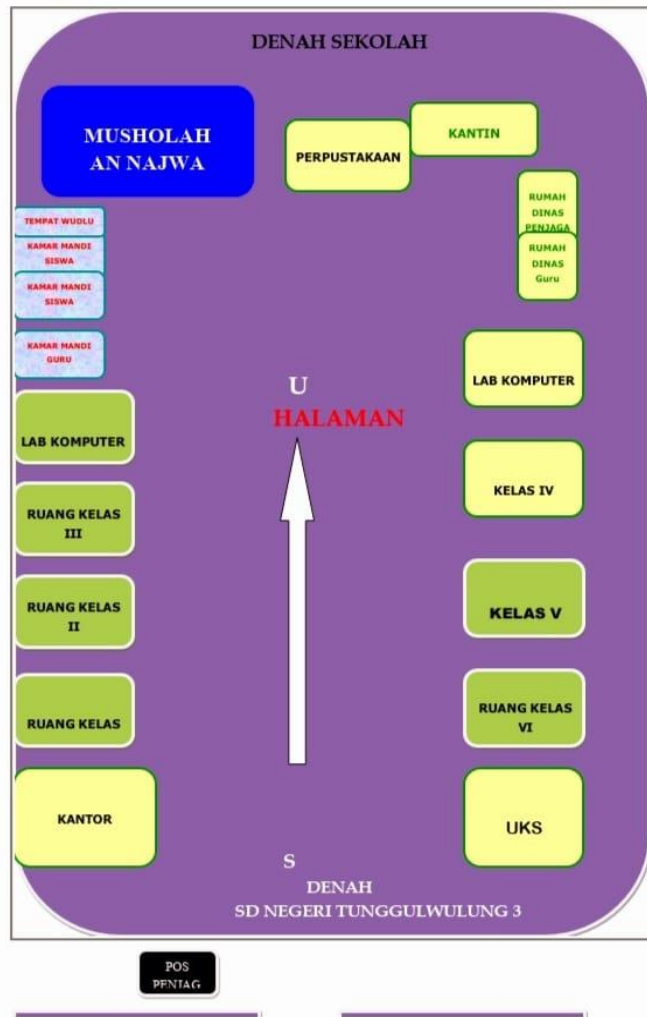 DENAH SEKOLAH
MUSHOLAH
AN NAJWA
PERPUSTAKAAN
KANTIN
TEMPAT WUDLU
KAMAR MANDI
SISWA
KAMAR MANDI
SISWA
KAMAR MANDI
GURU
RUMAH
DINAS
PENJAGA
RUMAH
DINAS
Guru
LAB KOMPUTER
LAB KOMPUTER
U
HALAMAN
RUANG KELAS
III
KELAS IV
RUANG KELAS
II
KELAS V
RUANG KELAS
RUANG KELAS
VI
KANTOR
UKS
S
DENAH
SD NEGERI TUNGGULWULUNG 3
POS
PENJAG